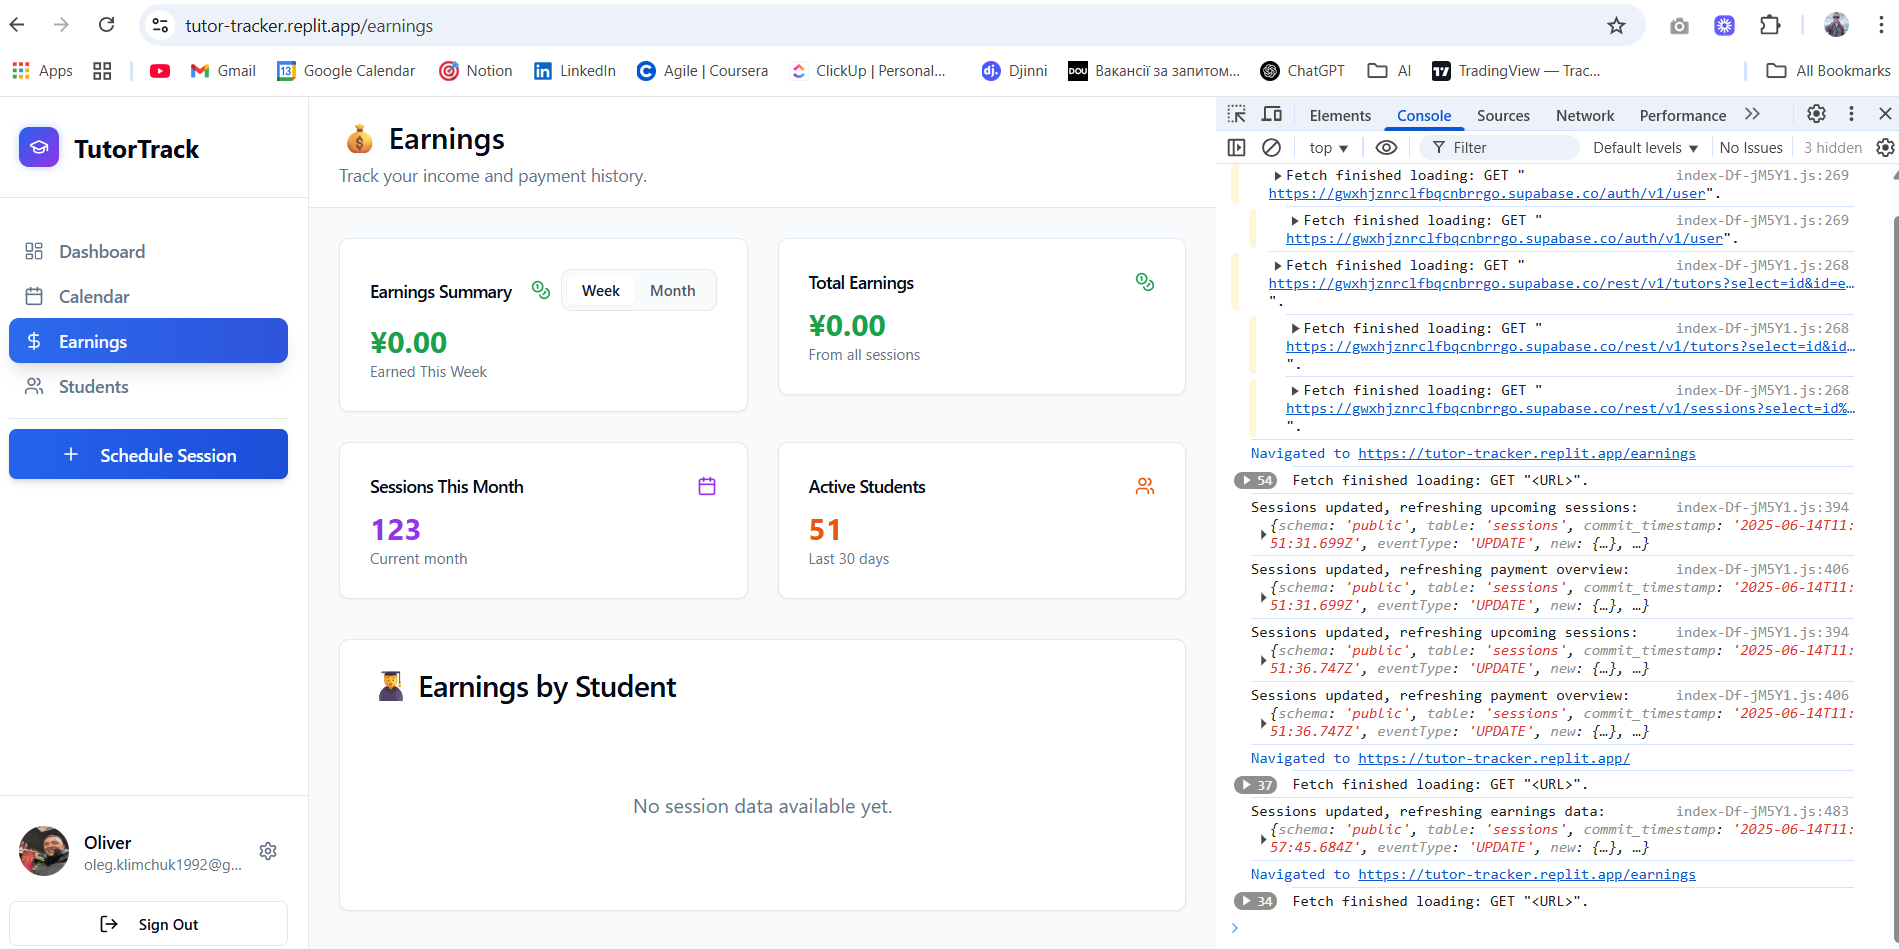 tutor-tracker.replit.app/earnings
Apps
Gmail
13 Google Calendar
Notion
LinkedIn
Agile | Coursera
ClickUp | Personal...
dj. Djinni
DOU Вакансії за запитом...
ChatGPT
AI
TradingView — Trac...
All Bookmarks
TutorTrack
Dashboard
Calendar
Earnings
Students
+ Schedule Session
Oliver
oleg.klimchuk1992@g...
Sign Out
Earnings
Track your income and payment history.
Earnings Summary
Week
Month
¥0.00
Earned This Week
Total Earnings
¥0.00
From all sessions
Sessions This Month
123
Current month
Active Students
51
Last 30 days
Earnings by Student
No session data available yet.
Elements
Console
Sources
Network
Performance
top
Filter
Default levels
No Issues
3 hidden
Fetch finished loading: GET " index-Df-jM5Y1.js:269
https://gwxhjznrclfbqcnbrrgo.supabase.co/auth/v1/user".
Fetch finished loading: GET " index-Df-jM5Y1.js:269
https://gwxhjznrclfbqcnbrrgo.supabase.co/auth/v1/user".
Fetch finished loading: GET " index-Df-jM5Y1.js:268
https://gwxhjznrclfbqcnbrrgo.supabase.co/rest/v1/tutors?select=id&id=e…
".
Fetch finished loading: GET " index-Df-jM5Y1.js:268
https://gwxhjznrclfbqcnbrrgo.supabase.co/rest/v1/tutors?select=id&id…
".
Fetch finished loading: GET " index-Df-jM5Y1.js:268
https://gwxhjznrclfbqcnbrrgo.supabase.co/rest/v1/sessions?select=id%…
".
Navigated to https://tutor-tracker.replit.app/earnings
54 Fetch finished loading: GET "<URL>".
Sessions updated, refreshing upcoming sessions: index-Df-jM5Y1.js:394
{schema: 'public', table: 'sessions', commit_timestamp: '2025-06-14T11:
51:31.699Z', eventType: 'UPDATE', new: {…}, …}
Sessions updated, refreshing payment overview: index-Df-jM5Y1.js:406
{schema: 'public', table: 'sessions', commit_timestamp: '2025-06-14T11:
51:31.699Z', eventType: 'UPDATE', new: {…}, …}
Sessions updated, refreshing upcoming sessions: index-Df-jM5Y1.js:394
{schema: 'public', table: 'sessions', commit_timestamp: '2025-06-14T11:
51:36.747Z', eventType: 'UPDATE', new: {…}, …}
Sessions updated, refreshing payment overview: index-Df-jM5Y1.js:406
{schema: 'public', table: 'sessions', commit_timestamp: '2025-06-14T11:
51:36.747Z', eventType: 'UPDATE', new: {…}, …}
Navigated to https://tutor-tracker.replit.app/
37 Fetch finished loading: GET "<URL>".
Sessions updated, refreshing earnings data: index-Df-jM5Y1.js:483
{schema: 'public', table: 'sessions', commit_timestamp: '2025-06-14T11:
57:45.684Z', eventType: 'UPDATE', new: {…}, …}
Navigated to https://tutor-tracker.replit.app/earnings
34 Fetch finished loading: GET "<URL>".